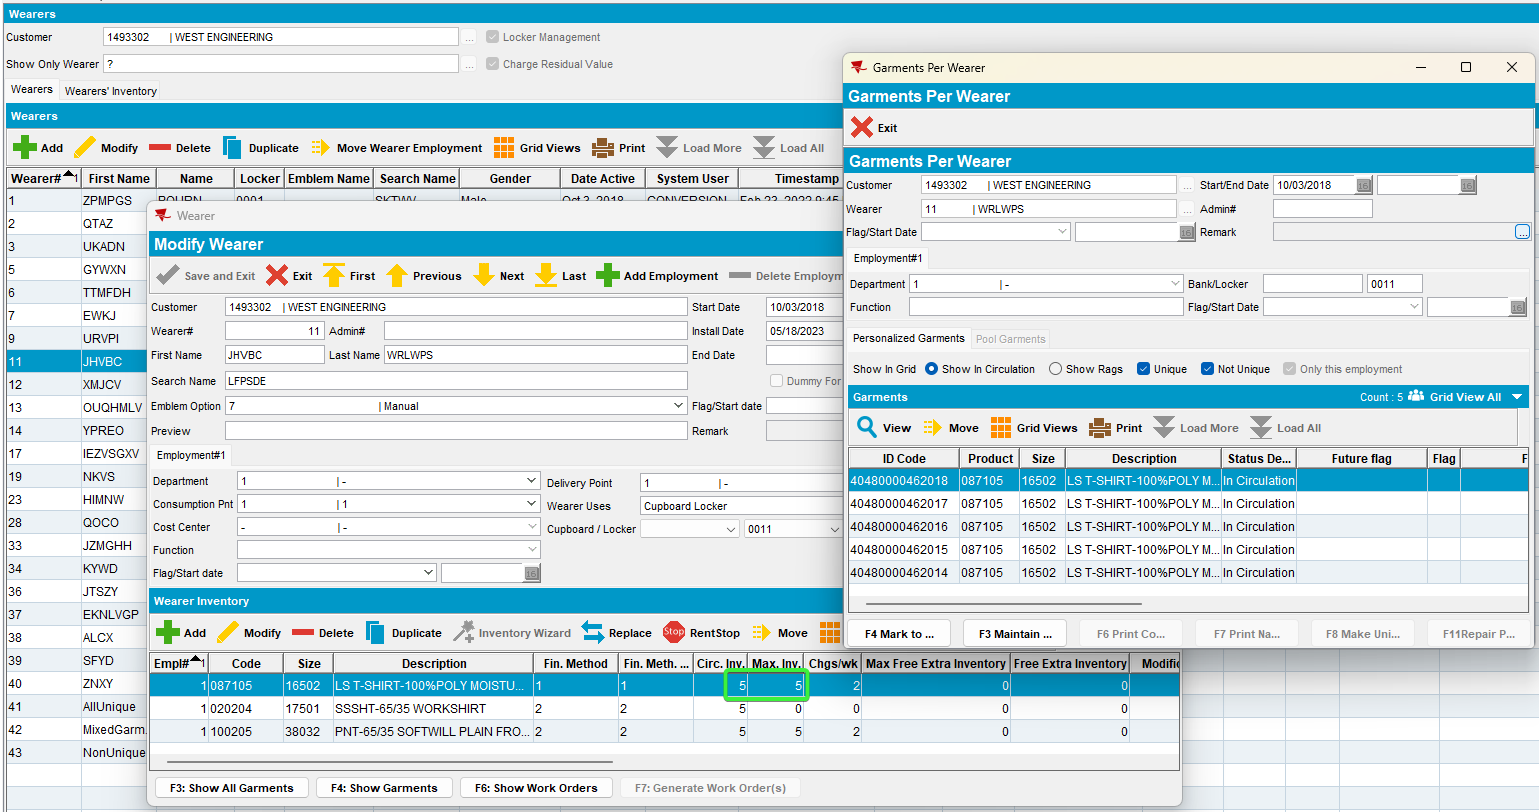 Wearers
Customer 1493302 | WEST ENGINEERING ... Locker Management
Show Only Wearer ? ... Charge Residual Value
Wearers Wearers' Inventory
Wearers
Add Modify Delete Duplicate Move Wearer Employment Grid Views Print Load More Load All
Wearer# 1 First Name Name Locker Emblem Name Search Name Gender Date Active System User Timestamp
1 ZPMPGS
2 QTAZ
3 UKADN
5 GYWXN
6 TTMFDH
7 EWKJ
9 URVPI
11 JHVBC
12 XMJCV
13 OUQHMLV
14 YPREO
17 IEZVSGXV
19 NKVS
23 HIMNW
28 QOCO
33 JZMGHH
34 KYWD
36 JTSZY
37 EKNLVGP
38 ALCX
39 SFYD
40 ZNXY
41 AllUnique
42 MixedGarm
43 NonUnique
Wearer
Modify Wearer
Save and Exit Exit First Previous Next Last Add Employment Delete Employm
Customer 1493302 | WEST ENGINEERING Start Date 10/03/2018
Wearer# 11 Admin# Install Date 05/18/2023
First Name JHVBC Last Name WRLWPS End Date
Search Name LFPSDE Dummy For
Emblem Option 7 | Manual Flag/Start date
Preview Remark
Employment#1
Department 1 | - Delivery Point 1 | -
Consumption Pnt 1 | 1 Wearer Uses Cupboard Locker
Cost Center - | - Cupboard / Locker 0011
Function
Flag/Start date 16
Wearer Inventory
Add Modify Delete Duplicate Inventory Wizard Replace Stop RentStop Move
Empl# 1 Code Size Description Fin. Method Fin. Meth. ... Circ. Inv. Max. Inv. Chgs/wk Max Free Extra Inventory Free Extra Inventory Modific
1 087105 16502 LS T-SHIRT-100%POLY MOISTU... 1 1 5 5 2 0 0
1 020204 17501 SSSHT-65/35 WORKSHIRT 2 2 5 0 0 0 0
1 100205 38032 PNT-65/35 SOFTWILL PLAIN FRO... 2 2 5 5 2 0 0
F3: Show All Garments F4: Show Garments F6: Show Work Orders F7: Generate Work Order(s)
Garments Per Wearer
Garments Per Wearer
Exit
Garments Per Wearer
Customer 1493302 | WEST ENGINEERING ... Start/End Date 10/03/2018 16 16
Wearer 11 | WRLWPS ... Admin#
Flag/Start Date 16 Remark ...
Employment#1
Department 1 | - Bank/Locker 0011
Function Flag/Start Date 16
Personalized Garments Pool Garments
Show In Grid Show In Circulation Show Rags Unique Not Unique Only this employment
Garments Count : 5 Grid View All
View Move Grid Views Print Load More Load All
ID Code Product Size Description Status De... Future flag Flag F
40480000462018 087105 16502 LS T-SHIRT-100%POLY M... In Circulation
40480000462017 087105 16502 LS T-SHIRT-100%POLY M... In Circulation
40480000462016 087105 16502 LS T-SHIRT-100%POLY M... In Circulation
40480000462015 087105 16502 LS T-SHIRT-100%POLY M... In Circulation
40480000462014 087105 16502 LS T-SHIRT-100%POLY M... In Circulation
F4 Mark to ... F3 Maintain ... F6 Print Co... F7 Print Na... F8 Make Uni... F11Repair P...